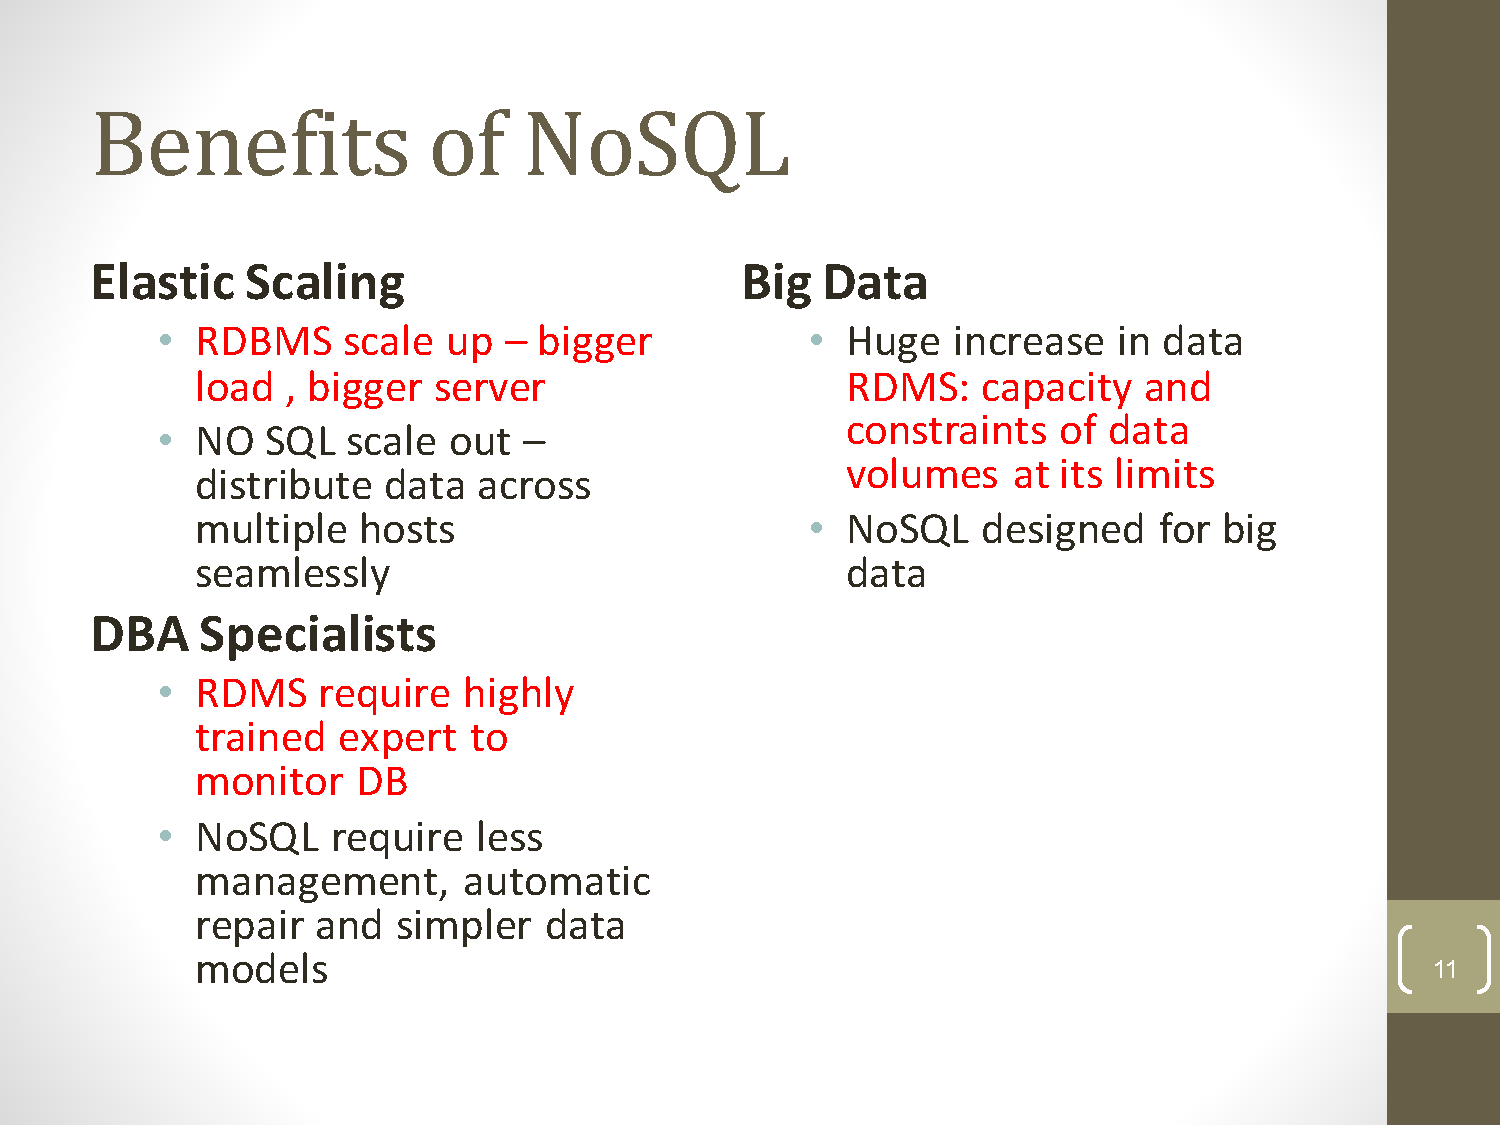 Benefits of NoSQL
Elastic Scaling
• RDBMS scale up – bigger
load , bigger server
• NO SQL scale out –
distribute data across
multiple hosts
seamlessly
DBA Specialists
• RDMS require highly
trained expert to
monitor DB
• NoSQL require less
management, automatic
repair and simpler data
models
Big Data
• Huge increase in data
RDMS: capacity and
constraints of data
volumes at its limits
• NoSQL designed for big
data
11